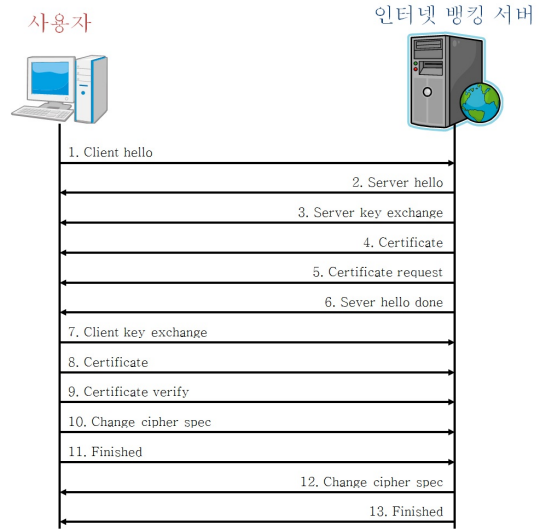 사용자
인터넷 뱅킹 서버
1. Client hello
2. Server hello
3. Server key exchange
4. Certificate
5. Certificate request
6. Sever hello done
7. Client key exchange
8. Certificate
9. Certificate verify
10. Change cipher spec
11. Finished
12. Change cipher spec
13. Finished